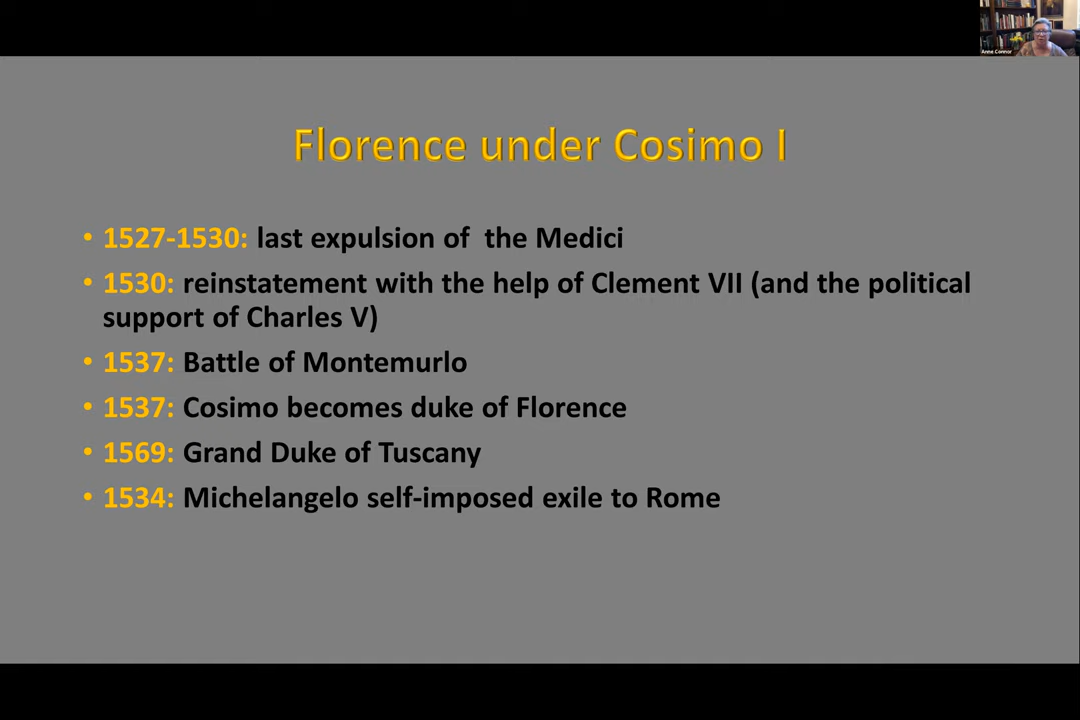 Anne Connor
Florence under Cosimo I
• 1527-1530: last expulsion of the Medici
• 1530: reinstatement with the help of Clement VII (and the political
support of Charles V)
• 1537: Battle of Montemurlo
• 1537: Cosimo becomes duke of Florence
• 1569: Grand Duke of Tuscany
• 1534: Michelangelo self-imposed exile to Rome